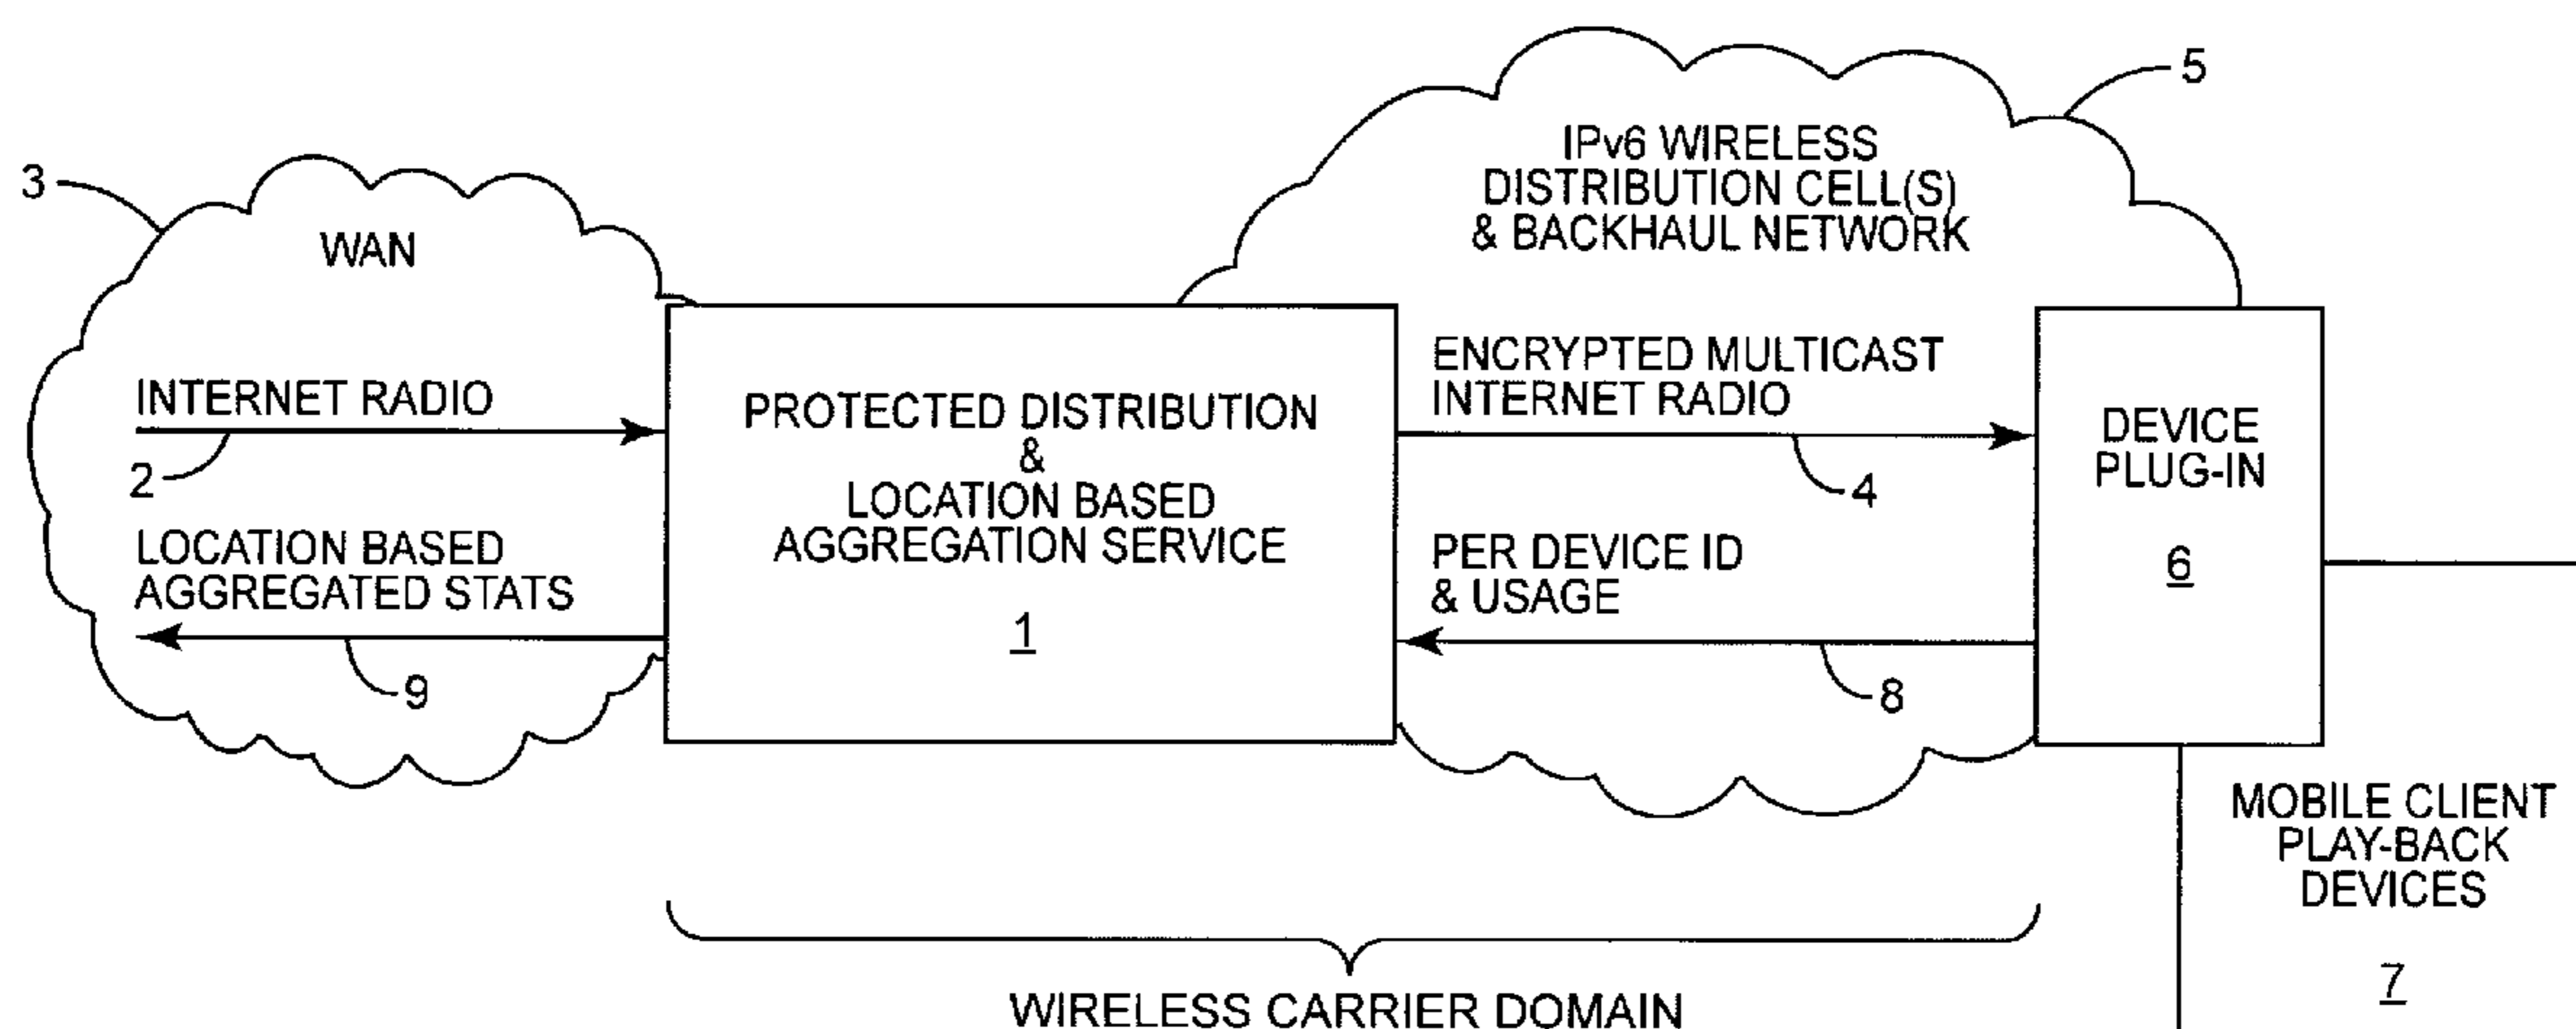 5
IPv6 WIRELESS
DISTRIBUTION CELL(S)
& BACKHAUL NETWORK
3
WAN
INTERNET RADIO
2
LOCATION BASED
AGGREGATED STATS
9
PROTECTED DISTRIBUTION
&
LOCATION BASED
AGGREGATION SERVICE
1
ENCRYPTED MULTICAST
INTERNET RADIO
4
PER DEVICE ID
& USAGE
8
DEVICE
PLUG-IN
6
MOBILE CLIENT
PLAY-BACK
DEVICES
7
WIRELESS CARRIER DOMAIN